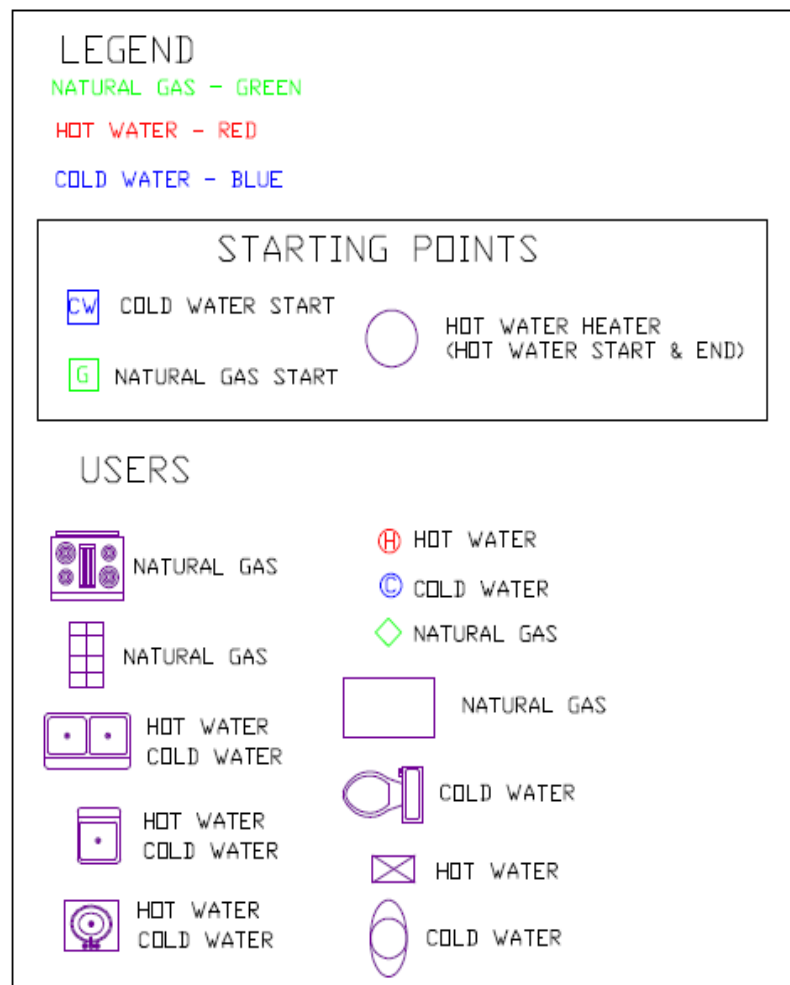 LEGEND
NATURAL GAS - GREEN
HOT WATER - RED
COLD WATER - BLUE
STARTING POINTS
CW COLD WATER START
G NATURAL GAS START
HOT WATER HEATER
(HOT WATER START & END)
USERS
NATURAL GAS
NATURAL GAS
HOT WATER
COLD WATER
HOT WATER
COLD WATER
HOT WATER
COLD WATER
H HOT WATER
C COLD WATER
NATURAL GAS
NATURAL GAS
COLD WATER
HOT WATER
COLD WATER